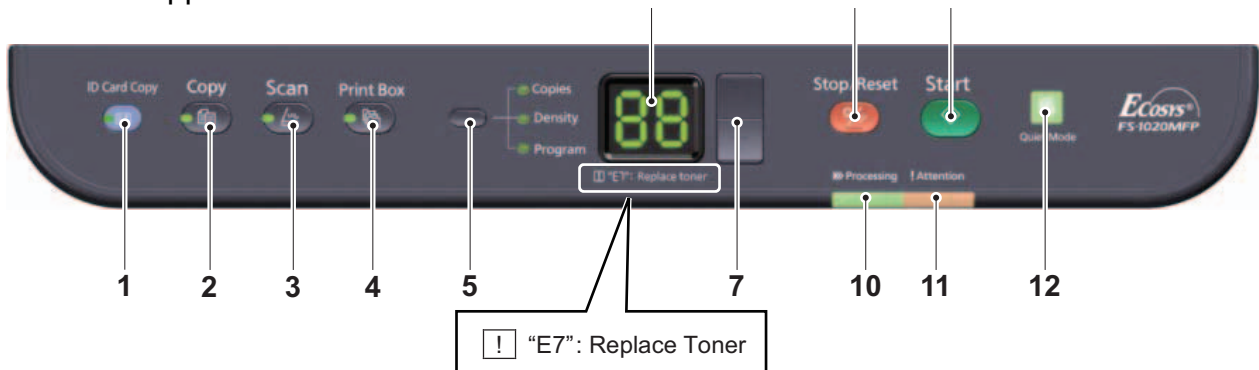 ID Card Copy
Copy
Scan
Print Box
Copies
Density
Program
88
"E7": Replace toner
Stop/Reset
Start
Processing
! Attention
Quiet Mode
ECOSYS®
FS-1020MFP
1
2
3
4
5
7
10
11
12
! “E7”: Replace Toner